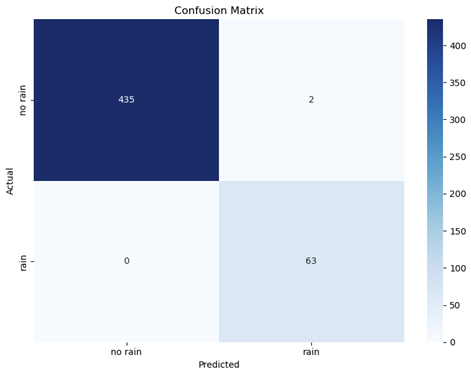 Confusion Matrix
no rain
435
2
rain
0
63
no rain
rain
Actual
Predicted
400
350
300
250
200
150
100
50
0